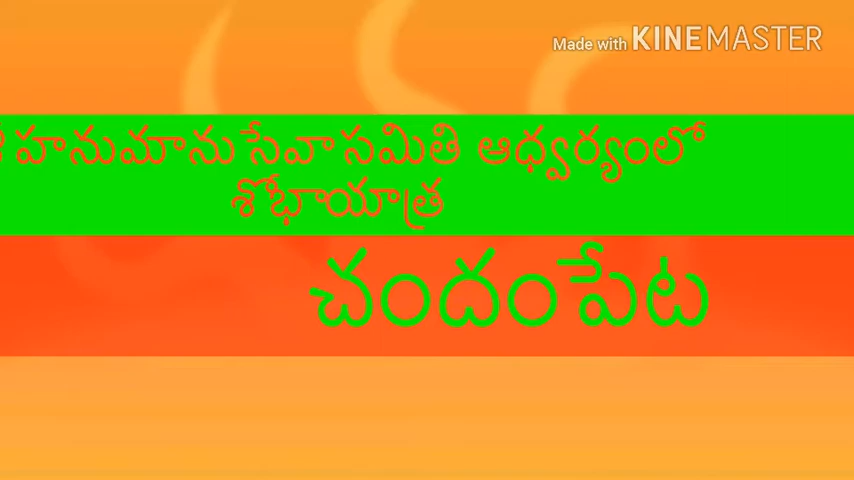 Made with KINEMASTER
హనుమానుసేవాసమితి ఆధ్వర్యంలో
శోభాయాత్ర
చందంపేట